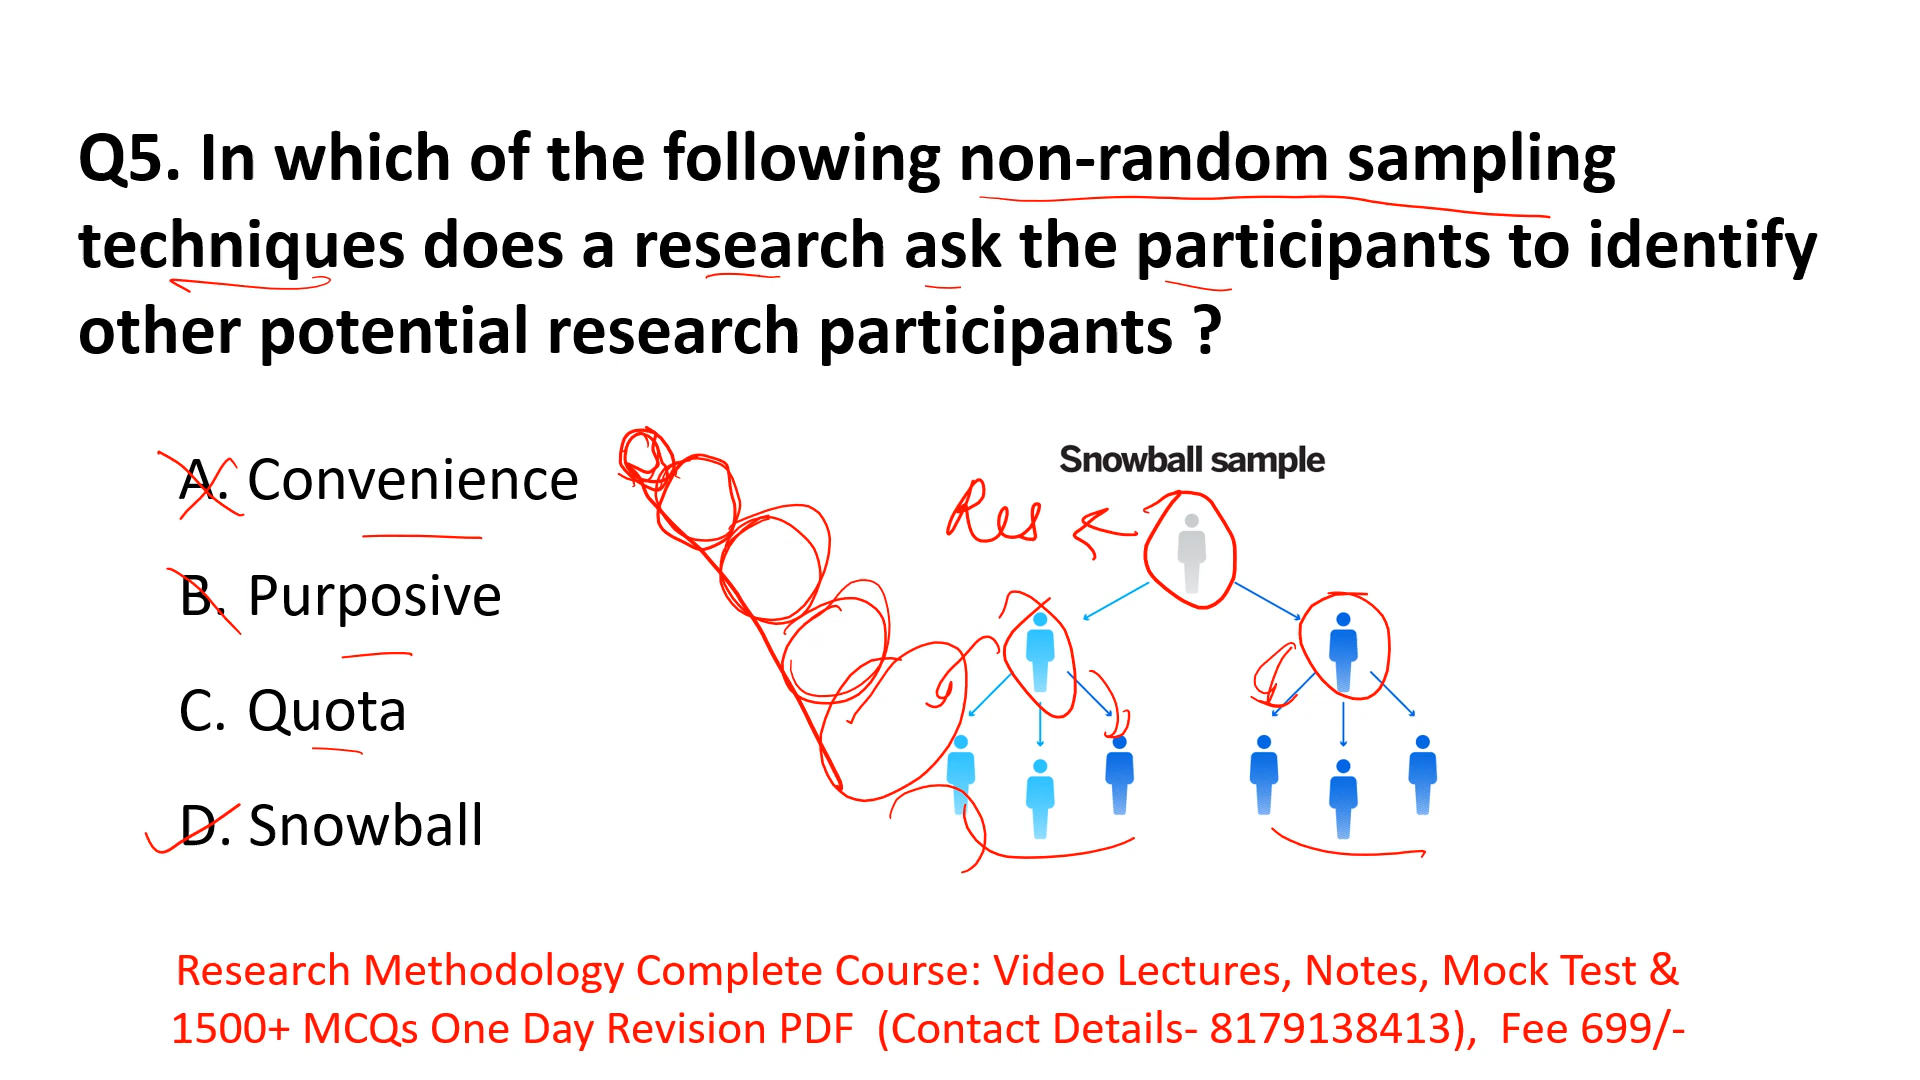 Q5. In which of the following non-random sampling
techniques does a research ask the participants to identify
other potential research participants ?
A. Convenience
B. Purposive
C. Quota
D. Snowball
Snowball sample
Res
Research Methodology Complete Course: Video Lectures, Notes, Mock Test &
1500+ MCQs One Day Revision PDF (Contact Details- 8179138413), Fee 699/-